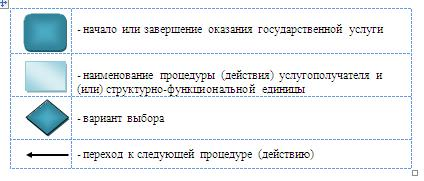 - начало или завершение оказания государственной услуги
- наименование процедуры (действия) услугополучателя и
(или) структурно-функциональной единицы
- вариант выбора
- переход к следующей процедуре (действию)